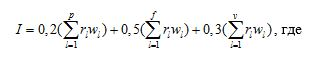 I = 0,2(∑_{i=1}^{p} r_i w_i) + 0,5(∑_{i=1}^{f} r_i w_i) + 0,3(∑_{i=1}^{v} r_i w_i), где